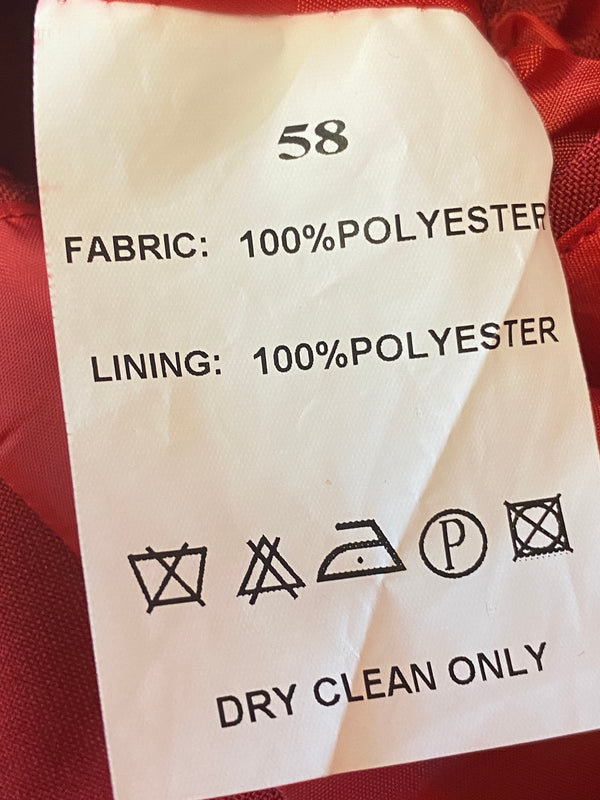 58
FABRIC: 100%POLYESTER
LINING: 100%POLYESTER
P
DRY CLEAN ONLY